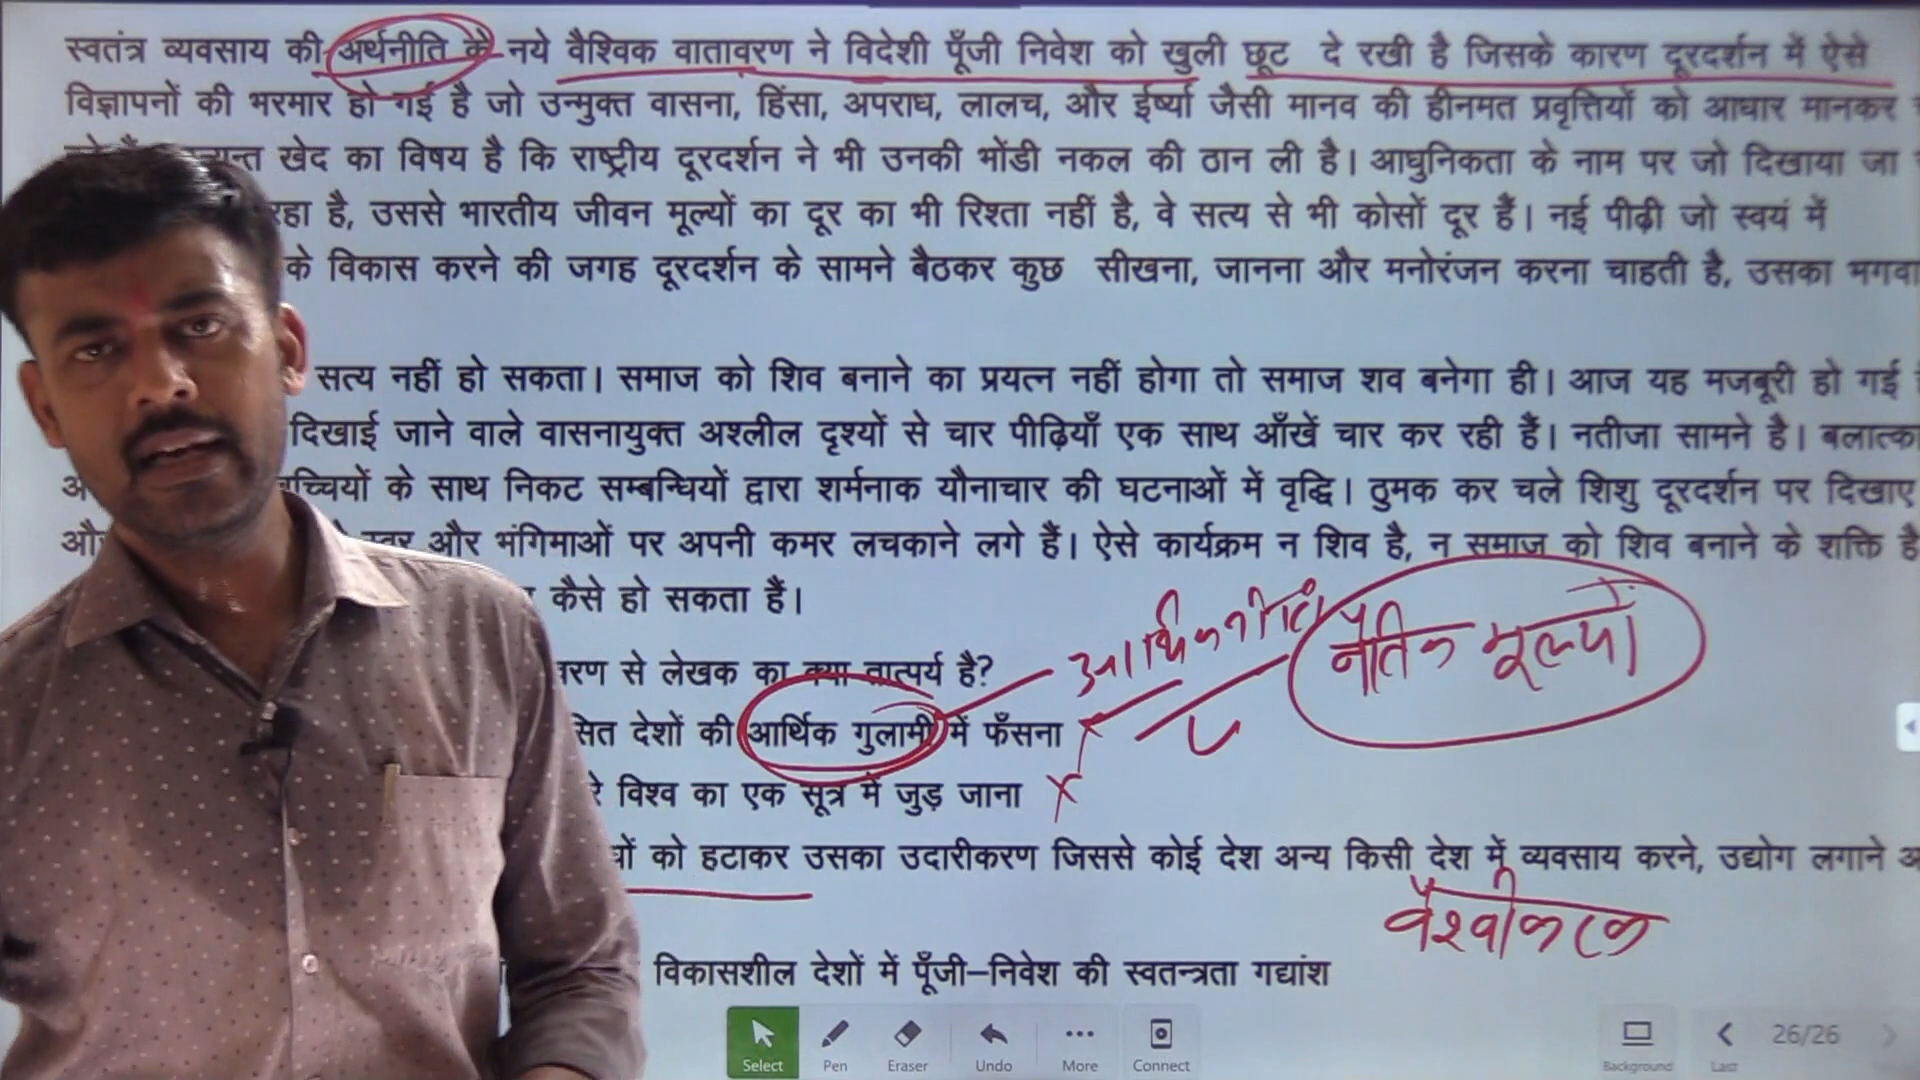 स्वतंत्र व्यवसाय की अर्थनीति के नये वैश्विक वातावरण ने विदेशी पूँजी निवेश को खुली छूट दे रखी है जिसके कारण दूरदर्शन में ऐसे
विज्ञापनों की भरमार हो गई है जो उन्मुक्त वासना, हिंसा, अपराध, लालच, और ईर्ष्या जैसी मानव की हीनमत प्रवृत्तियों को आधार मानकर
खेद का विषय है कि राष्ट्रीय दूरदर्शन ने भी उनकी भोंडी नकल की ठान ली है। आधुनिकता के नाम पर जो दिखाया जा
रहा है, उससे भारतीय जीवन मूल्यों का दूर का भी रिश्ता नहीं है, वे सत्य से भी कोसों दूर हैं। नई पीढ़ी जो स्वयं में
के विकास करने की जगह दूरदर्शन के सामने बैठकर कुछ सीखना, जानना और मनोरंजन करना चाहती है, उसका
सत्य नहीं हो सकता। समाज को शिव बनाने का प्रयत्न नहीं होगा तो समाज शव बनेगा ही। आज यह मजबूरी हो गई
दिखाई जाने वाले वासनायुक्त अश्लील दृश्यों से चार पीढ़ियाँ एक साथ आँखें चार कर रही हैं। नतीजा सामने है।
के साथ निकट सम्बन्धियों द्वारा शर्मनाक यौनाचार की घटनाओं में वृद्धि। ठुमक कर चले शिशु दूरदर्शन पर दिखाए
और भंगिमाओं पर अपनी कमर लचकाने लगे हैं। ऐसे कार्यक्रम न शिव है, न समाज को शिव बनाने के शक्ति है
कैसे हो सकता हैं।
आर्थिक नीति
नैतिक मूल्यों
से लेखक का क्या तात्पर्य है?
देशों की आर्थिक गुलामी में फँसना
विश्व का एक सूत्र में जुड़ जाना
को हटाकर उसका उदारीकरण जिससे कोई देश अन्य किसी देश में व्यवसाय करने, उद्योग लगाने
विकासशील देशों में पूँजी–निवेश की स्वतन्त्रता गद्यांश
Select Pen Eraser Undo More Connect Background Last 26/26